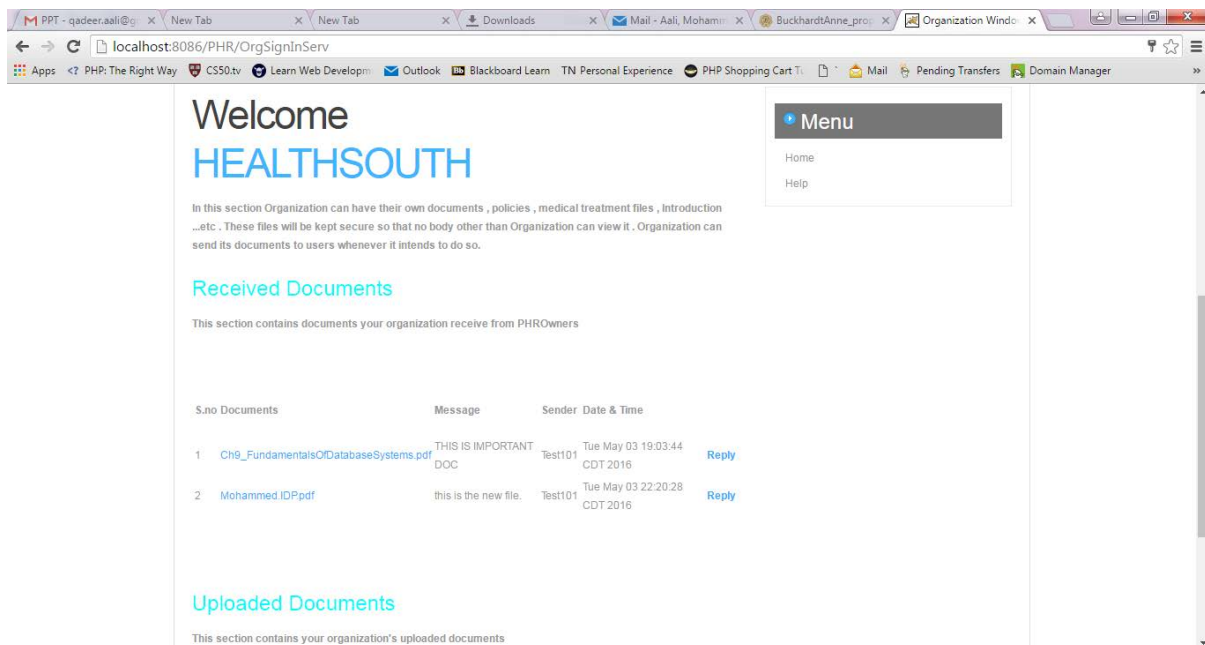 PPT - qadeer.aali@g
New Tab
New Tab
Downloads
Mail - Aali, Mohamm
BuckhardtAnne_prop
Organization Windo
localhost:8086/PHR/OrgSignInServ
Apps
PHP: The Right Way
CS50.tv
Learn Web Developm
Outlook
Bb Blackboard Learn
TN Personal Experience
PHP Shopping Cart
Mail
Pending Transfers
Domain Manager
Welcome
HEALTHSOUTH
In this section Organization can have their own documents , policies , medical treatment files , Introduction
...etc . These files will be kept secure so that no body other than Organization can view it . Organization can
send its documents to users whenever it intends to do so.
Menu
Home
Help
Received Documents
This section contains documents your organization receive from PHROwners
S.no Documents Message Sender Date & Time
1 Ch9_FundamentalsOfDatabaseSystems.pdf THIS IS IMPORTANT DOC Test101 Tue May 03 19:03:44 CDT 2016 Reply
2 Mohammed.IDP.pdf this is the new file. Test101 Tue May 03 22:20:28 CDT 2016 Reply
Uploaded Documents
This section contains your organization's uploaded documents